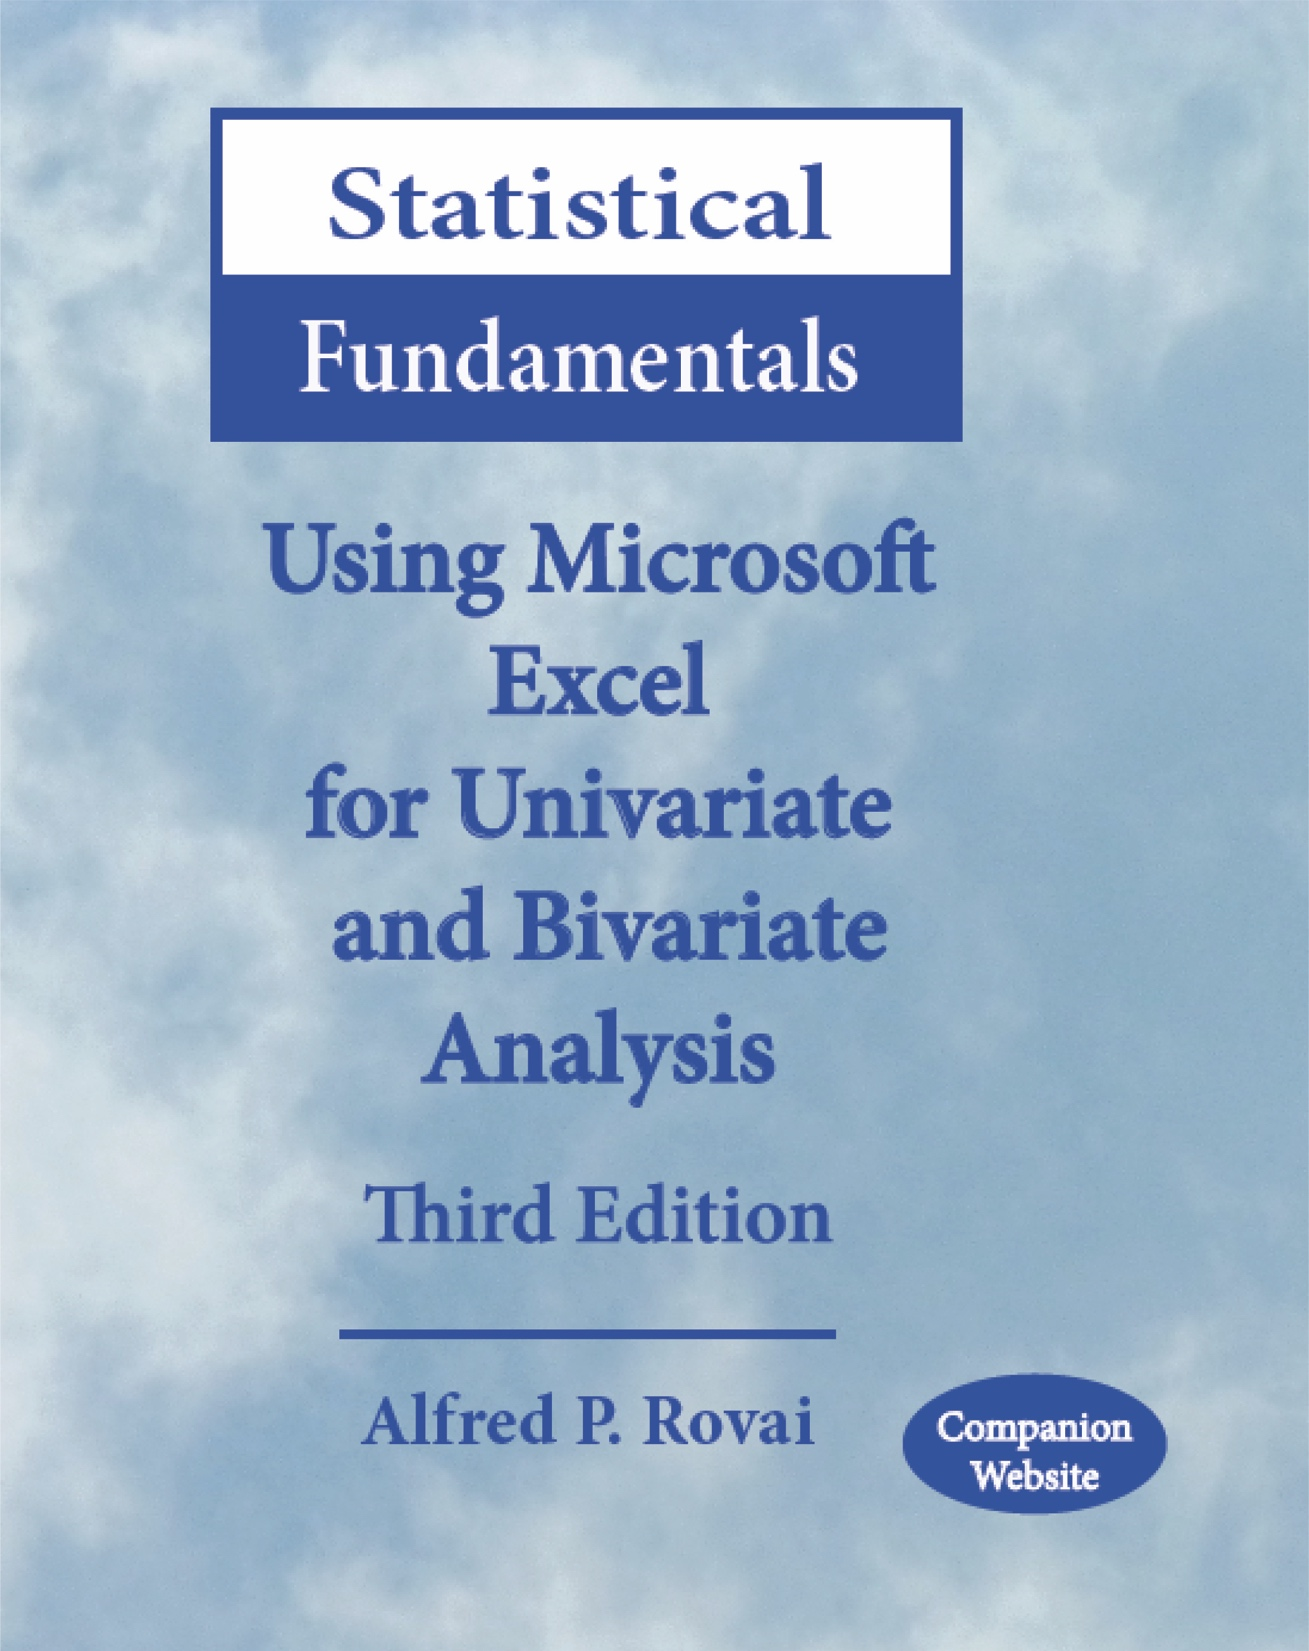 Statistical
Fundamentals
Using Microsoft
Excel
for Univariate
and Bivariate
Analysis
Third Edition
Alfred P. Rovai
Companion
Website